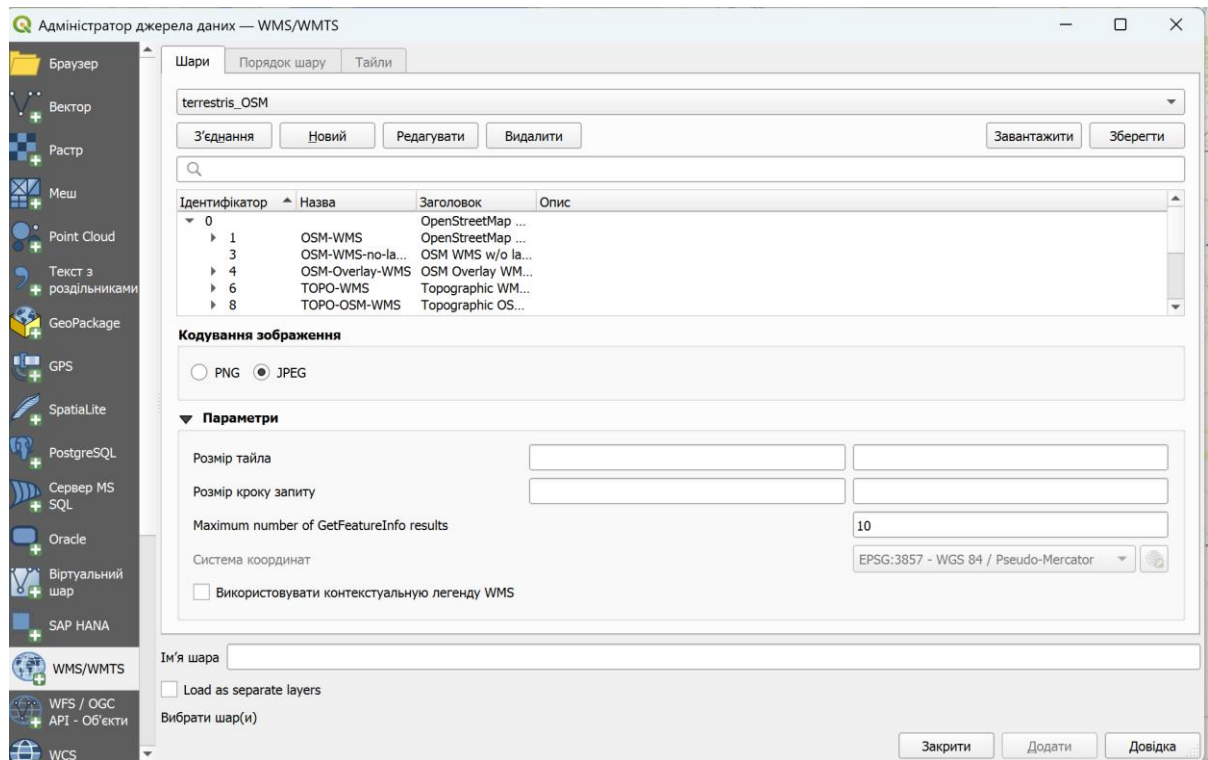 Адміністратор джерела даних — WMS/WMTS
Браузер
Вектор
Растр
Меш
Point Cloud
Текст з
роздільниками
GeoPackage
GPS
SpatiaLite
PostgreSQL
Сервер MS
SQL
Oracle
Віртуальний
шар
SAP HANA
WMS/WMTS
WFS / OGC
API - Об'єкти
WCS
Шари Порядок шару Тайли
terrestris_OSM
З’єднання Новий Редагувати Видалити Завантажити Зберегти
Ідентифікатор Назва Заголовок Опис
0 OpenStreetMap ...
1 OSM-WMS OpenStreetMap ...
3 OSM-WMS-no-la... OSM WMS w/o la...
4 OSM-Overlay-WMS OSM Overlay WM...
6 TOPO-WMS Topographic WM...
8 TOPO-OSM-WMS Topographic OS...
Кодування зображення
PNG JPEG
Параметри
Розмір тайла
Розмір кроку запиту
Maximum number of GetFeatureInfo results 10
Система координат EPSG:3857 - WGS 84 / Pseudo-Mercator
Використовувати контекстуальную легенду WMS
Ім’я шара
Load as separate layers
Вибрати шар(и)
Закрити Додати Довідка